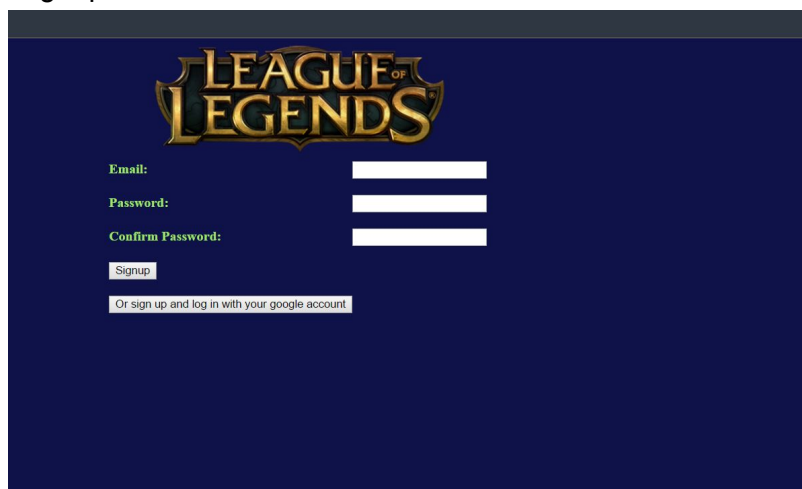 LEAGUE OF
LEGENDS
Email:
Password:
Confirm Password:
Signup
Or sign up and log in with your google account